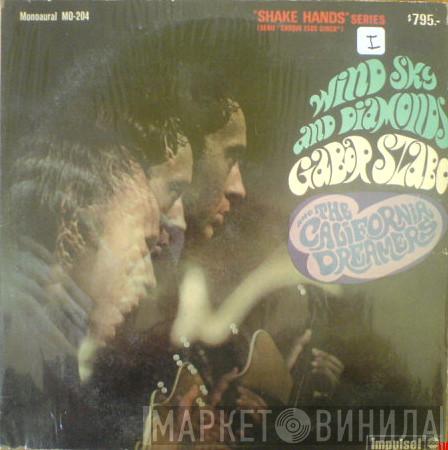 Monoaural MO-204
"SHAKE HANDS" SERIES
(SERIE "CHOQUE ESOS CINCO")
$795.-
I
WIND SKY
AND DIAMONDS
GABOR SZABO
AND THE
CALIFORNIA
DREAMERS
МАРКЕТ ВИНИЛА
impulse!